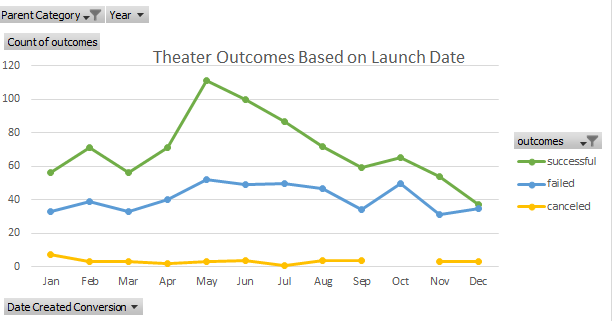 Parent Category Year
Count of outcomes
Theater Outcomes Based on Launch Date
120
100
80
60
40
20
0
Jan Feb Mar Apr May Jun Jul Aug Sep Oct Nov Dec
outcomes
successful
failed
canceled
Date Created Conversion